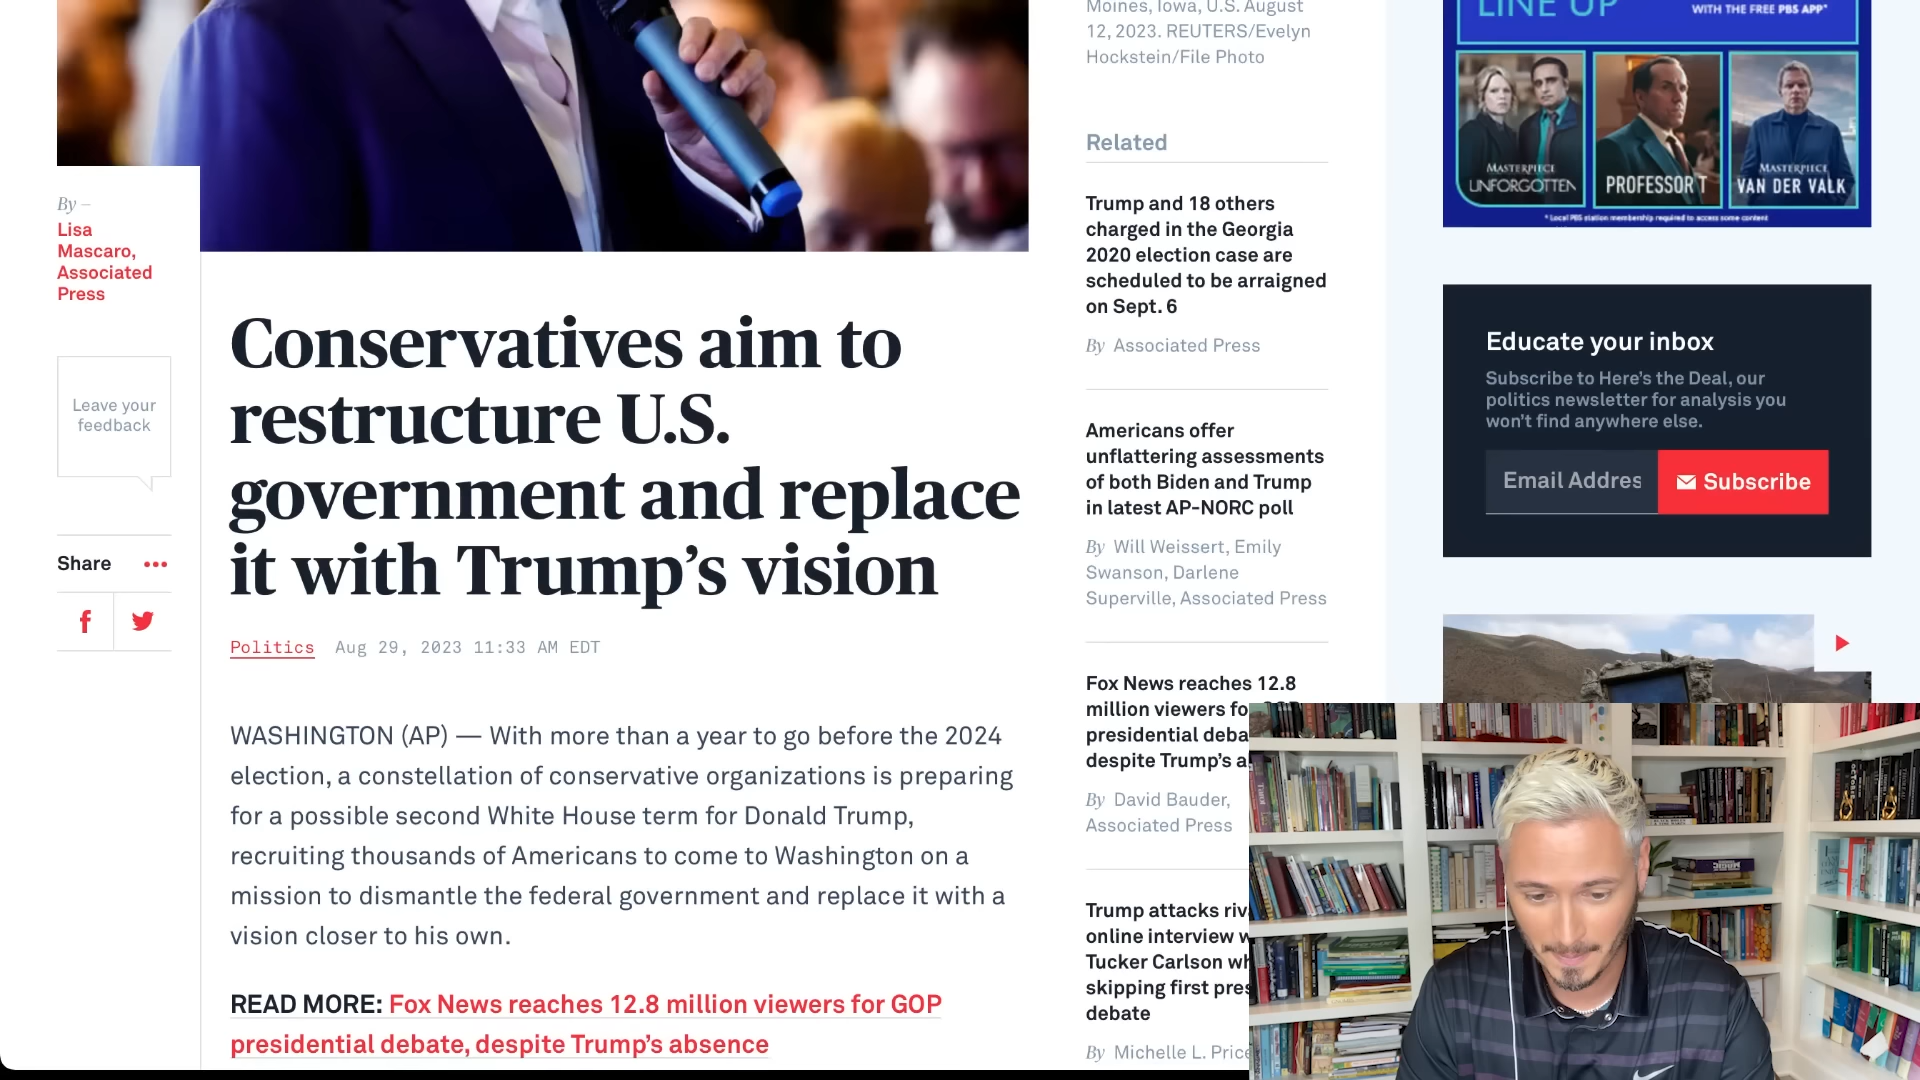 By —
Lisa
Mascaro,
Associated
Press
Leave your
feedback
Share
Conservatives aim to
restructure U.S.
government and replace
it with Trump’s vision
Politics Aug 29, 2023 11:33 AM EDT
WASHINGTON (AP) — With more than a year to go before the 2024
election, a constellation of conservative organizations is preparing
for a possible second White House term for Donald Trump,
recruiting thousands of Americans to come to Washington on a
mission to dismantle the federal government and replace it with a
vision closer to his own.
READ MORE: Fox News reaches 12.8 million viewers for GOP
presidential debate, despite Trump’s absence
Moines, Iowa, U.S. August
12, 2023. REUTERS/Evelyn
Hockstein/File Photo
Related
Trump and 18 others
charged in the Georgia
2020 election case are
scheduled to be arraigned
on Sept. 6
By Associated Press
Americans offer
unflattering assessments
of both Biden and Trump
in latest AP-NORC poll
By Will Weissert, Emily
Swanson, Darlene
Superville, Associated Press
Fox News reaches 12.8
million viewers
presidential
despite Trump’s
By David Bauder,
Associated Press
Trump attacks
online interview
Tucker Carlson
skipping first
debate
By Michelle L. Price
LINE UP
WITH THE FREE PBS APP*
MASTERPIECE
UNFORGOTTEN
PROFESSOR T
MASTERPIECE
VAN DER VALK
* Local PBS station membership required to access some content
Educate your inbox
Subscribe to Here’s the Deal, our
politics newsletter for analysis you
won’t find anywhere else.
Email Addres
Subscribe